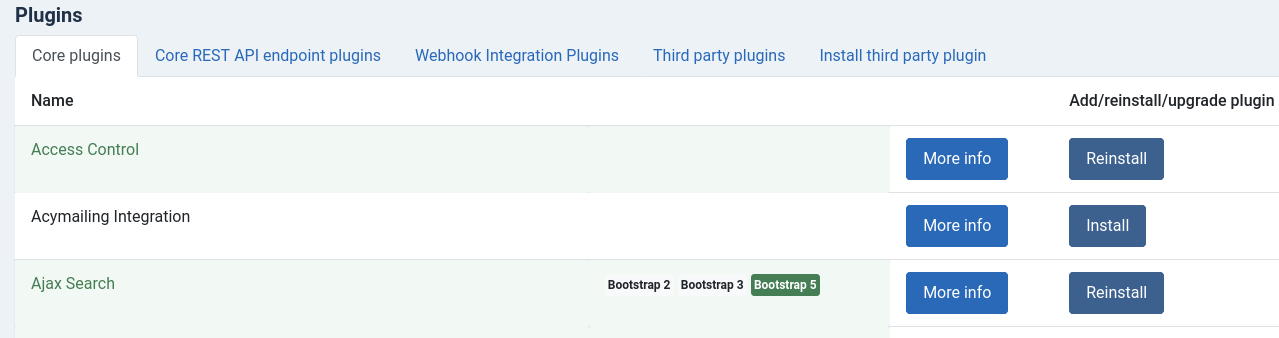 Plugins
Core plugins Core REST API endpoint plugins Webhook Integration Plugins Third party plugins Install third party plugin
Name Add/reinstall/upgrade plugin
Access Control More info Reinstall
Acymailing Integration More info Install
Ajax Search Bootstrap 2 Bootstrap 3 Bootstrap 5 More info Reinstall